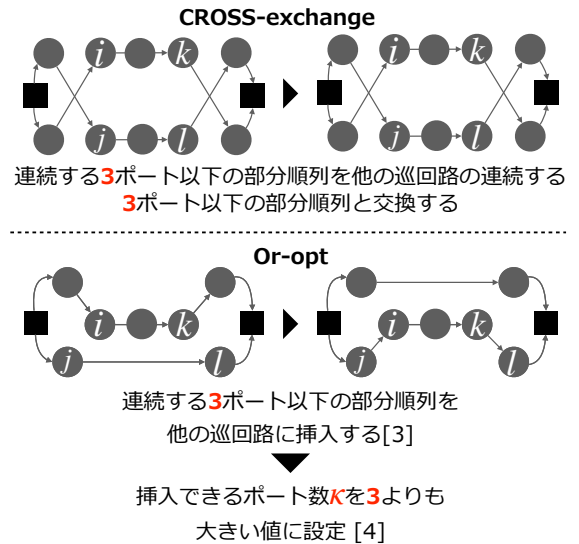 CROSS-exchange
i k i k
j l j l
連続する3ポート以下の部分順列を他の巡回路の連続する
3ポート以下の部分順列と交換する
Or-opt
i k i k
j l j l
連続する3ポート以下の部分順列を
他の巡回路に挿入する[3]
挿入できるポート数Kを3よりも
大きい値に設定 [4]